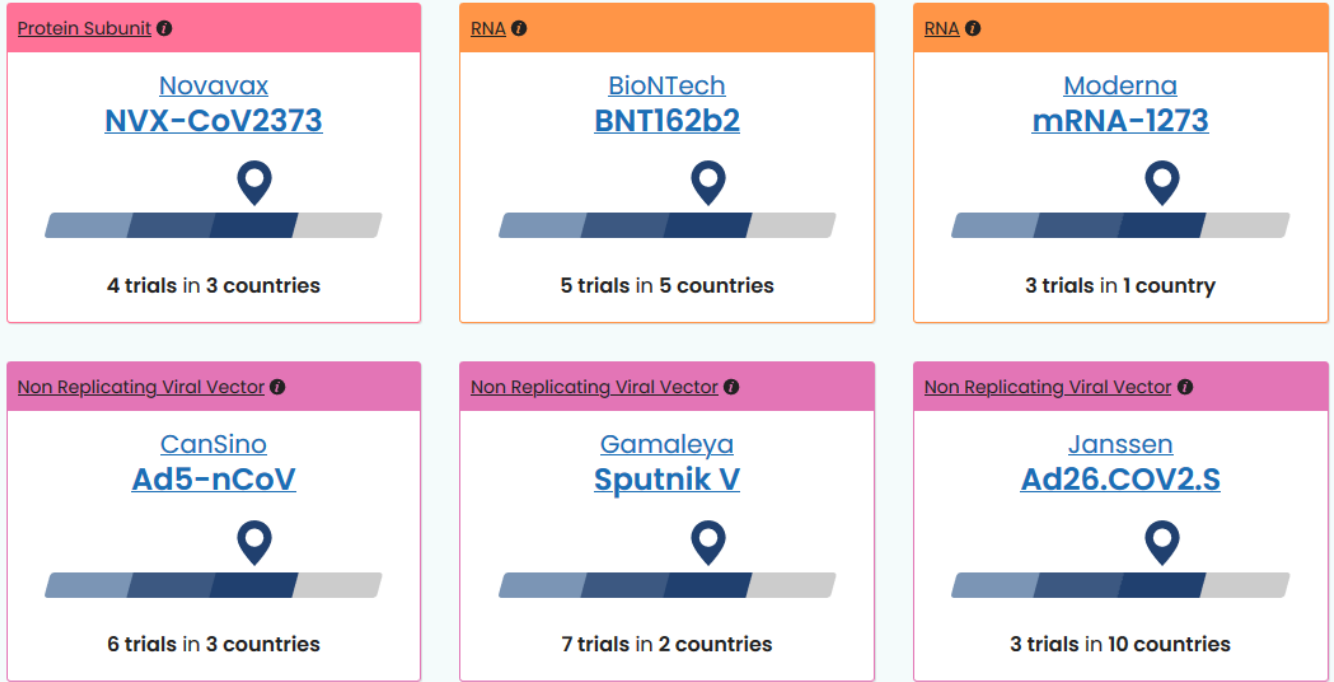 Protein Subunit
Novavax
NVX-CoV2373
4 trials in 3 countries
RNA
BioNTech
BNT162b2
5 trials in 5 countries
RNA
Moderna
mRNA-1273
3 trials in 1 country
Non Replicating Viral Vector
CanSino
Ad5-nCoV
6 trials in 3 countries
Non Replicating Viral Vector
Gamaleya
Sputnik V
7 trials in 2 countries
Non Replicating Viral Vector
Janssen
Ad26.COV2.S
3 trials in 10 countries